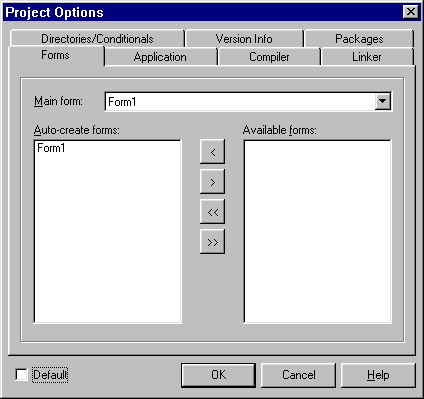 Project Options
Directories/Conditionals Version Info Packages
Forms Application Compiler Linker
Main form: Form1
Auto-create forms: Available forms:
Form1
<
>
<<
>>
Default OK Cancel Help